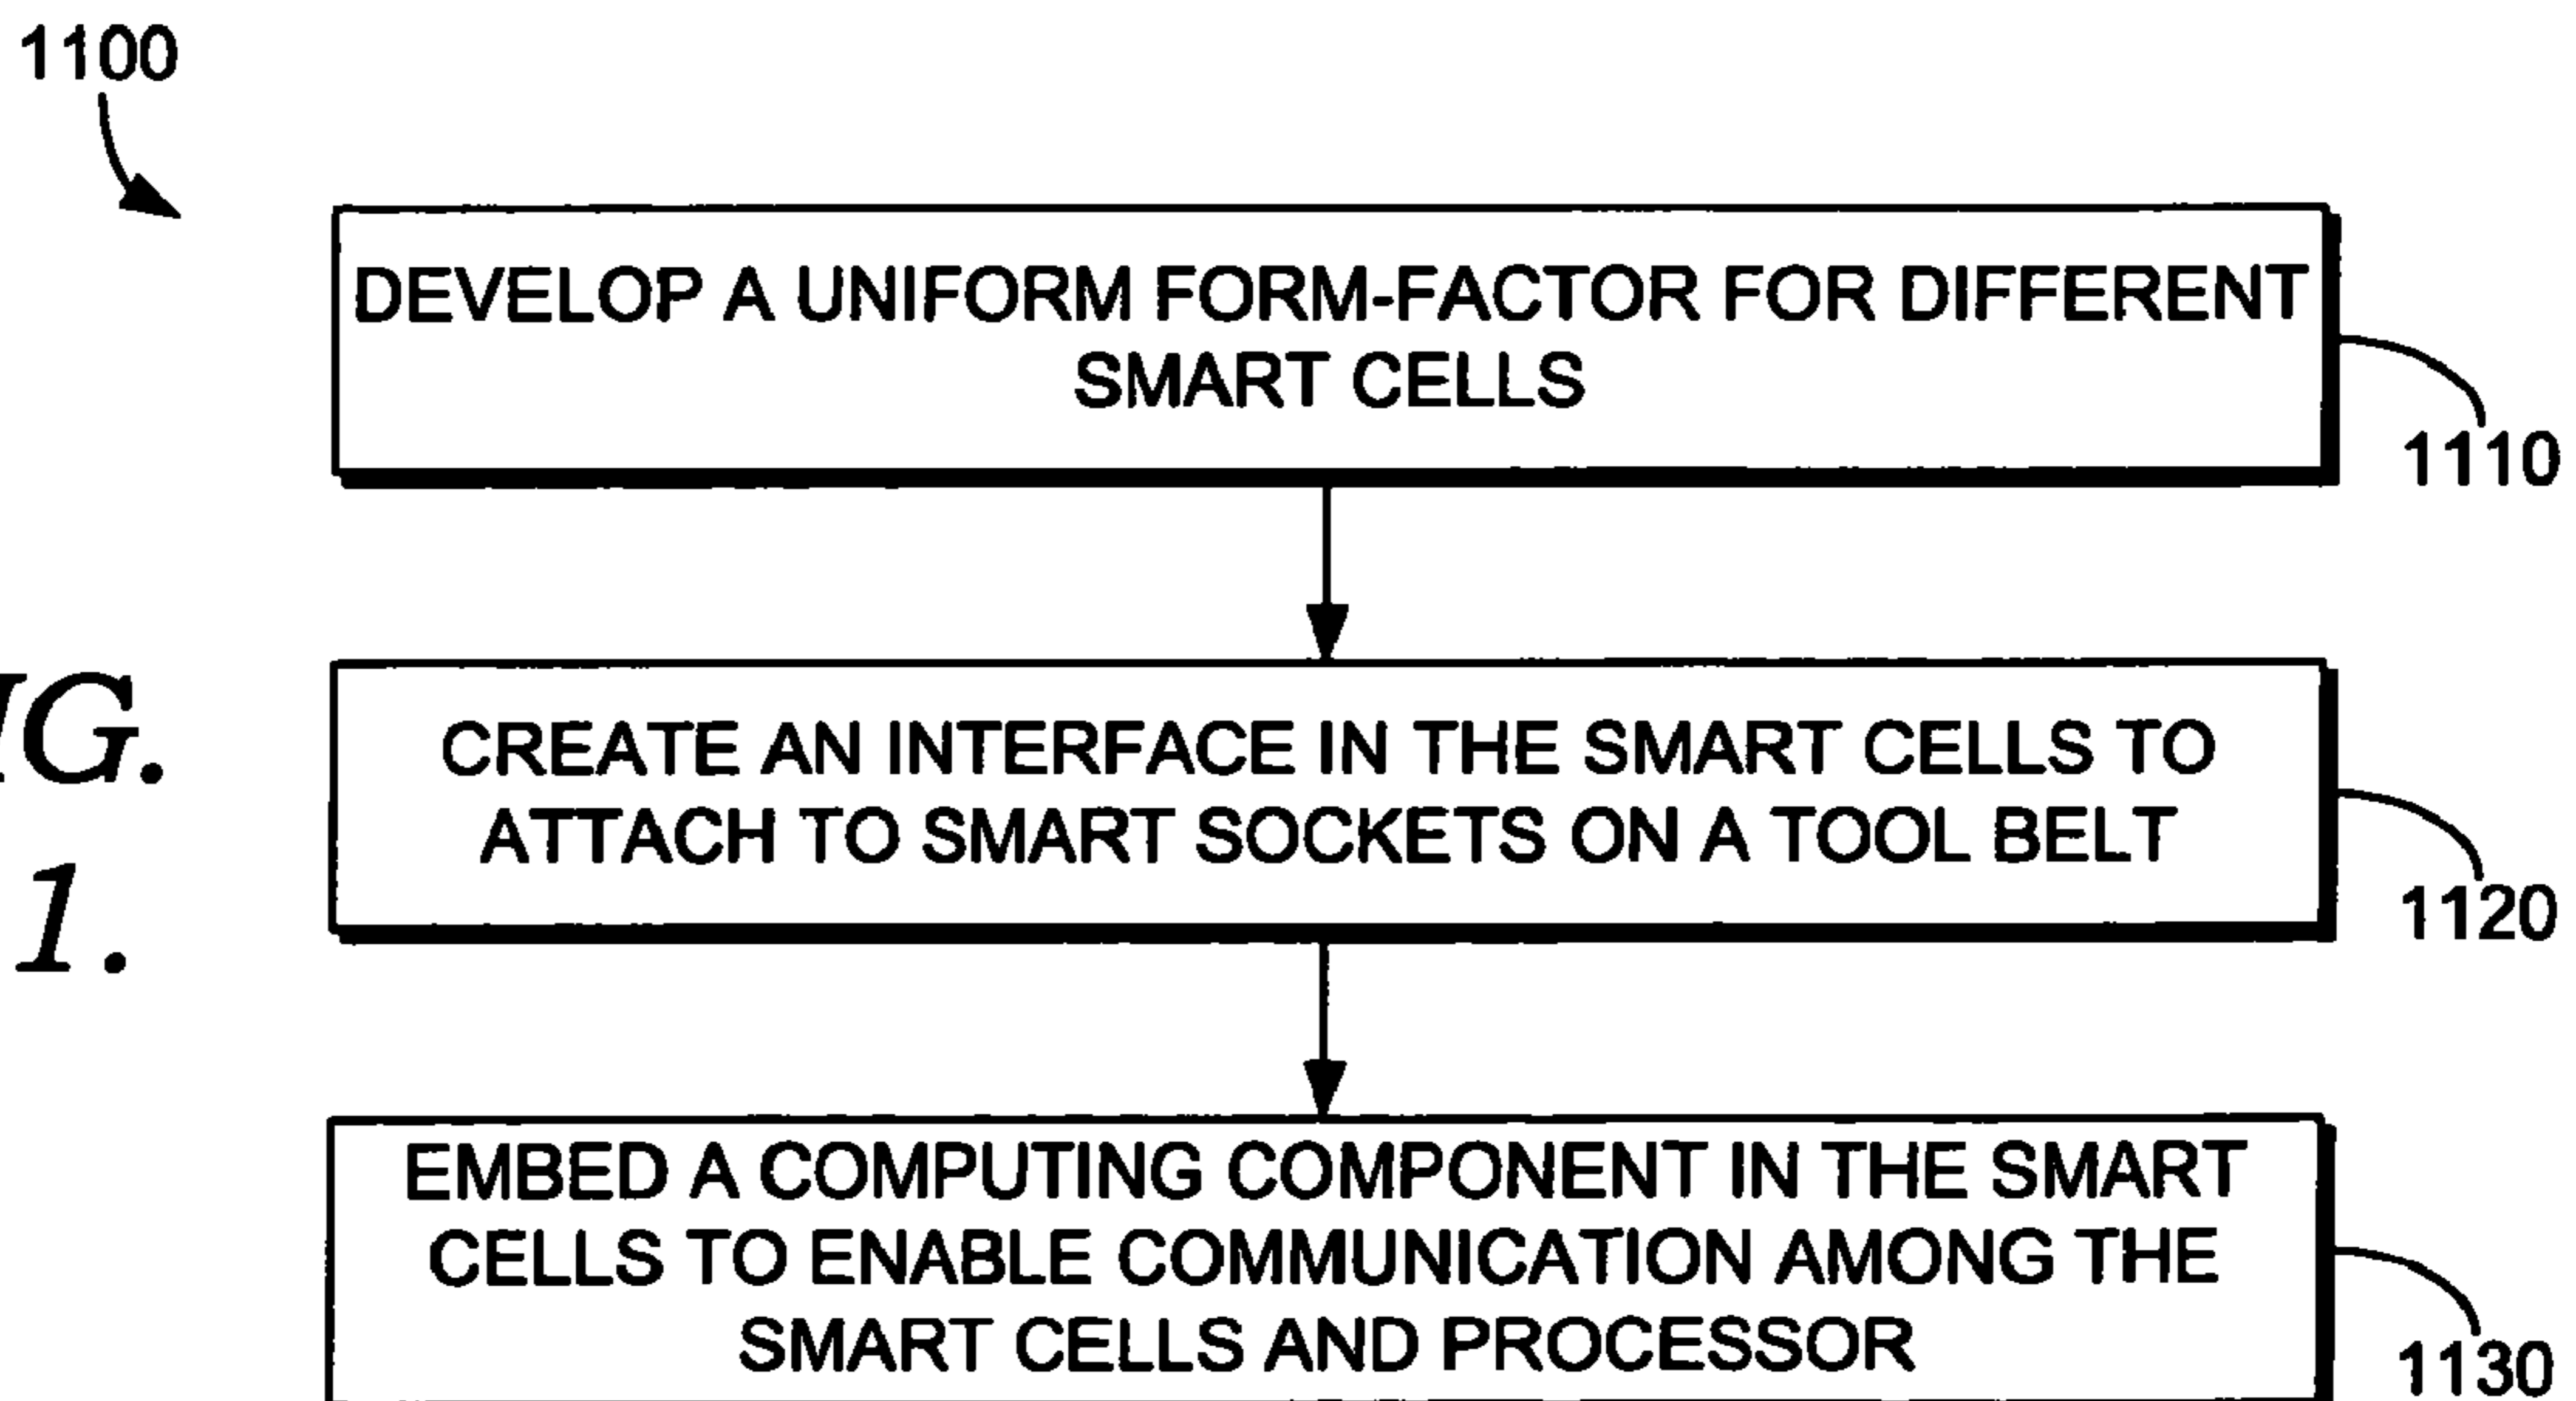 1100
DEVELOP A UNIFORM FORM-FACTOR FOR DIFFERENT
SMART CELLS
1110
CREATE AN INTERFACE IN THE SMART CELLS TO
ATTACH TO SMART SOCKETS ON A TOOL BELT
1120
EMBED A COMPUTING COMPONENT IN THE SMART
CELLS TO ENABLE COMMUNICATION AMONG THE
SMART CELLS AND PROCESSOR
1130
IG.
1.